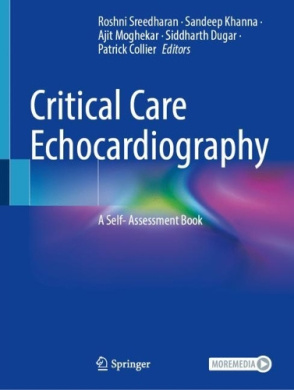 Roshni Sreedharan · Sandeep Khanna ·
Ajit Moghekar · Siddharth Dugar ·
Patrick Collier Editors
Critical Care
Echocardiography
A Self- Assessment Book
Springer
MOREMEDIA